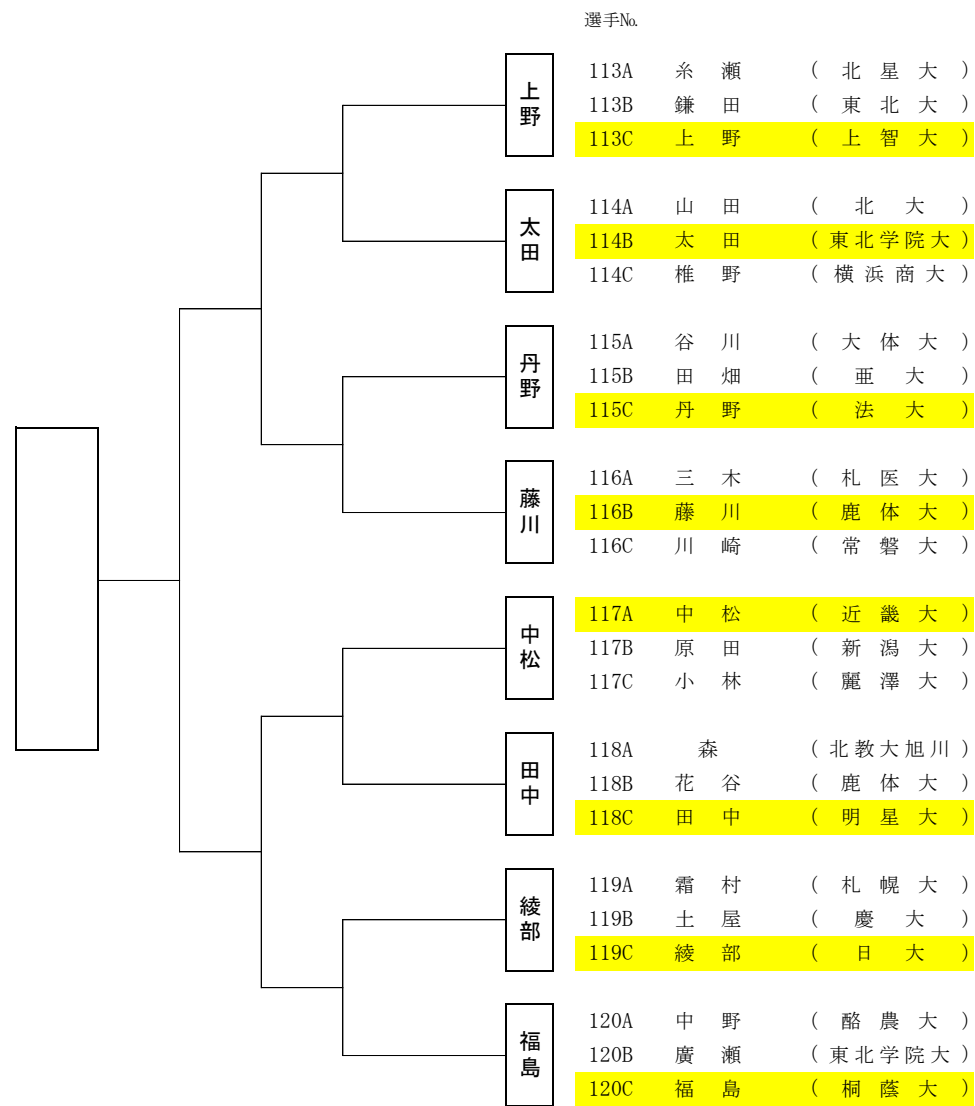 選手№
上野
113A 糸瀬 (北星大)
113B 鎌田 (東北大)
113C 上野 (上智大)
太田
114A 山田 (北大)
114B 太田 (東北学院大)
114C 椎野 (横浜商大)
丹野
115A 谷川 (大体大)
115B 田畑 (亜大)
115C 丹野 (法大)
藤川
116A 三木 (札医大)
116B 藤川 (鹿体大)
116C 川崎 (常磐大)
中松
117A 中松 (近畿大)
117B 原田 (新潟大)
117C 小林 (麗澤大)
田中
118A 森 (北教大旭川)
118B 花谷 (鹿体大)
118C 田中 (明星大)
綾部
119A 霜村 (札幌大)
119B 土屋 (慶大)
119C 綾部 (日大)
福島
120A 中野 (酪農大)
120B 廣瀬 (東北学院大)
120C 福島 (桐蔭大)